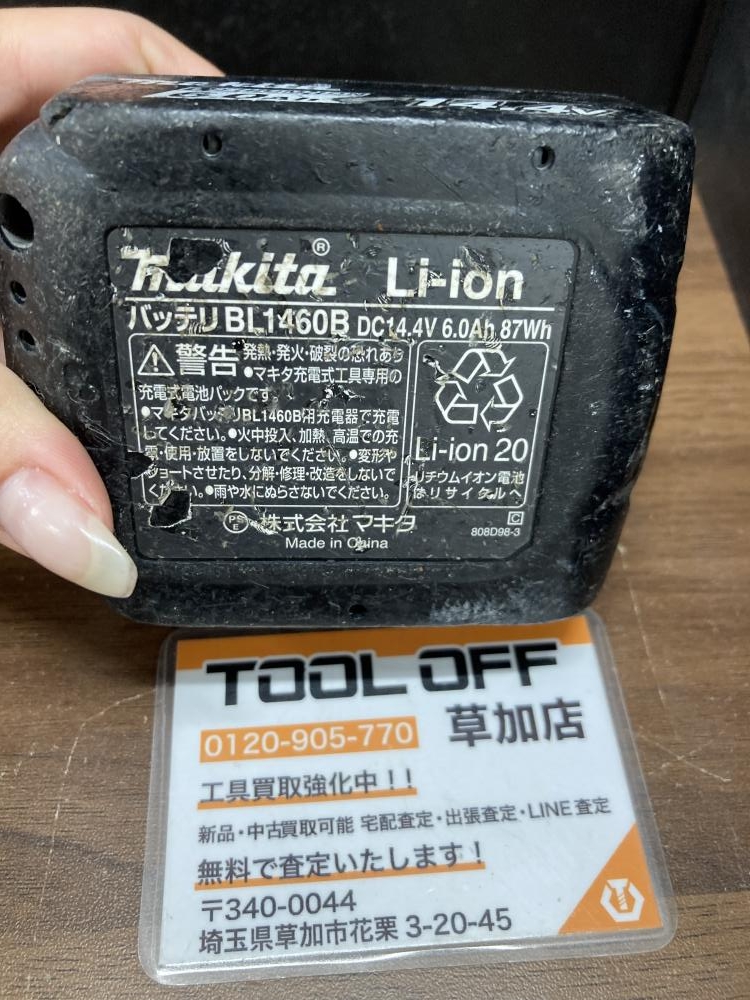 14.4V
Makita® Li-ion
バッテリ BL1460B DC14.4V 6.0Ah 87Wh
警告 発熱・発火・破裂の恐れあり
●マキタ充電式工具専用の
充電式電池パックです。
●マキタバッテリBL1460B用充電器で充電
してください。●火中投入、加熱、高温での充
電・使用・放置をしないでください。●変形や
ショートさせたり、分解・修理・改造をしないで
ください。●雨や水にぬらさないでください。
Li-ion 20
リチウムイオン電池
はリサイクルへ
PS
E
株式会社 マキタ
Made in China
C
808D98-3
TOOL OFF
0120-905-770 草加店
工具買取強化中!!
新品・中古買取可能 宅配査定・出張査定・LINE査定
無料で査定いたします!
〒340-0044
埼玉県草加市花栗 3-20-45